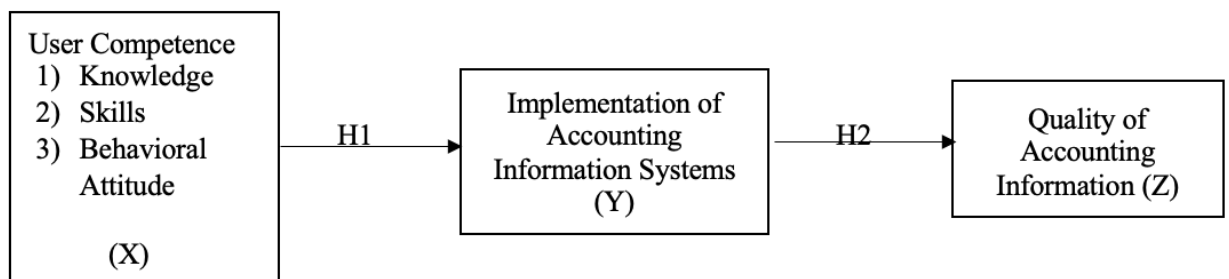 User Competence
1) Knowledge
2) Skills
3) Behavioral
Attitude
(X)
H1
Implementation of
Accounting
Information Systems
(Y)
H2
Quality of
Accounting
Information (Z)